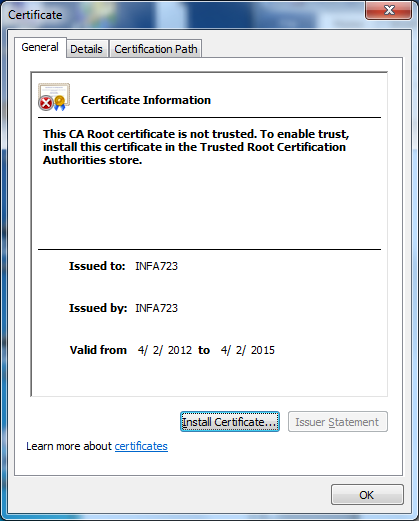 Certificate
General Details Certification Path
Certificate Information
This CA Root certificate is not trusted. To enable trust,
install this certificate in the Trusted Root Certification
Authorities store.
Issued to: INFA723
Issued by: INFA723
Valid from 4/ 2/ 2012 to 4/ 2/ 2015
Install Certificate... Issuer Statement
Learn more about certificates
OK